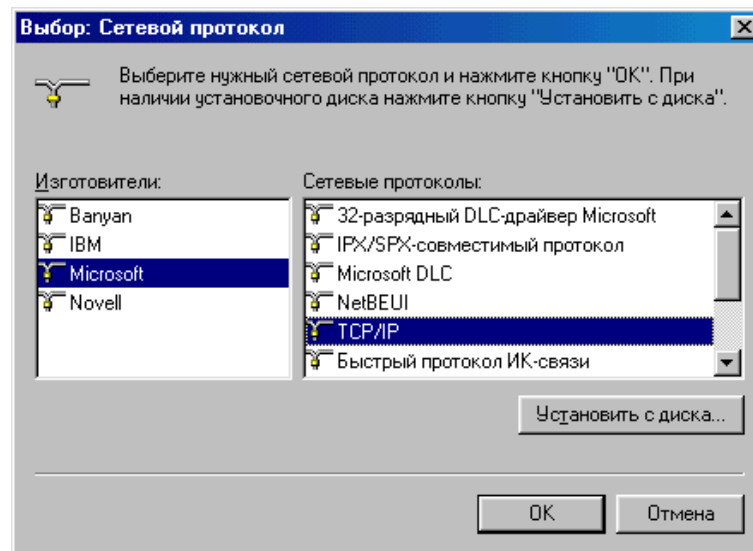 Выбор: Сетевой протокол
Выберите нужный сетевой протокол и нажмите кнопку "OK". При
наличии установочного диска нажмите кнопку "Установить с диска".
Изготовители:
Banyan
IBM
Microsoft
Novell
Сетевые протоколы:
32-разрядный DLC-драйвер Microsoft
IPX/SPX-совместимый протокол
Microsoft DLC
NetBEUI
TCP/IP
Быстрый протокол ИК-связи
Установить с диска...
OK
Отмена